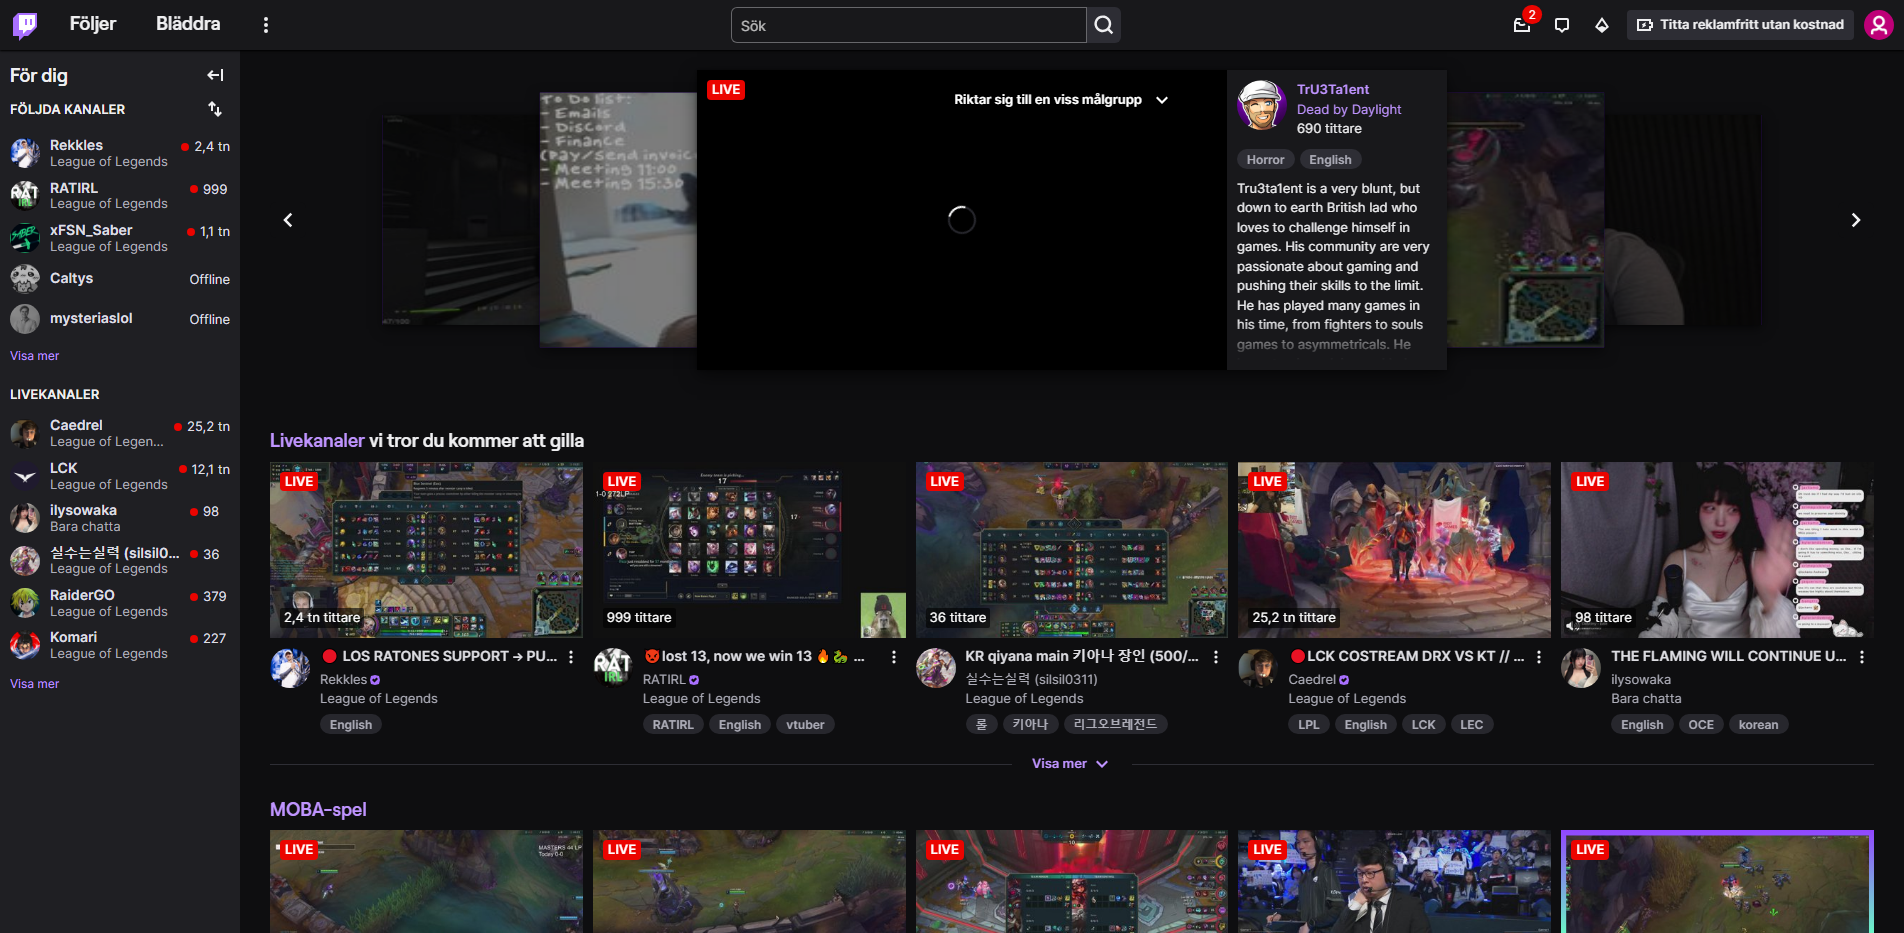 Följer
Bläddra
Sök
2
Titta reklamfritt utan kostnad
För dig
FÖLJDA KANALER
Rekkles
2,4 tn
League of Legends
RATIRL
999
League of Legends
xFSN_Saber
1,1 tn
League of Legends
Caltys
Offline
mysteriaslol
Offline
Visa mer
LIVEKANALER
Caedrel
25,2 tn
League of Legen...
LCK
12,1 tn
League of Legends
ilysowaka
98
Bara chatta
실수는실력 (silsil0...
36
League of Legends
RaiderGO
379
League of Legends
Komari
227
League of Legends
Visa mer
To Do list:
- Emails
- Discord
- Finance
(Pay/send invoic
- Meeting 11:00
- Meeting 15:30
LIVE
Riktar sig till en viss målgrupp
TrU3Ta1ent
Dead by Daylight
690 tittare
Horror
English
Tru3ta1ent is a very blunt, but
down to earth British lad who
loves to challenge himself in
games. His community are very
passionate about gaming and
pushing their skills to the limit.
He has played many games in
his time, from fighters to souls
games to asymmetricals. He
Livekanaler vi tror du kommer att gilla
LIVE
2,4 tn tittare
LOS RATONES SUPPORT → PU...
Rekkles
League of Legends
English
LIVE
17
1-0 272LP
17
999 tittare
lost 13, now we win 13 🔥🐍 ...
RATIRL
League of Legends
RATIRL
English
vtuber
LIVE
36 tittare
KR qiyana main 키아나 장인 (500/...
실수는실력 (silsil0311)
League of Legends
롤
키아나
리그오브레전드
LIVE
25,2 tn tittare
🔴LCK COSTREAM DRX VS KT // ...
Caedrel
League of Legends
LPL
English
LCK
LEC
LIVE
98 tittare
THE FLAMING WILL CONTINUE U...
ilysowaka
Bara chatta
English
OCE
korean
Visa mer
MOBA-spel
LIVE
MASTERS 44 LP
Today 0-0
LIVE
LIVE
LIVE
LIVE